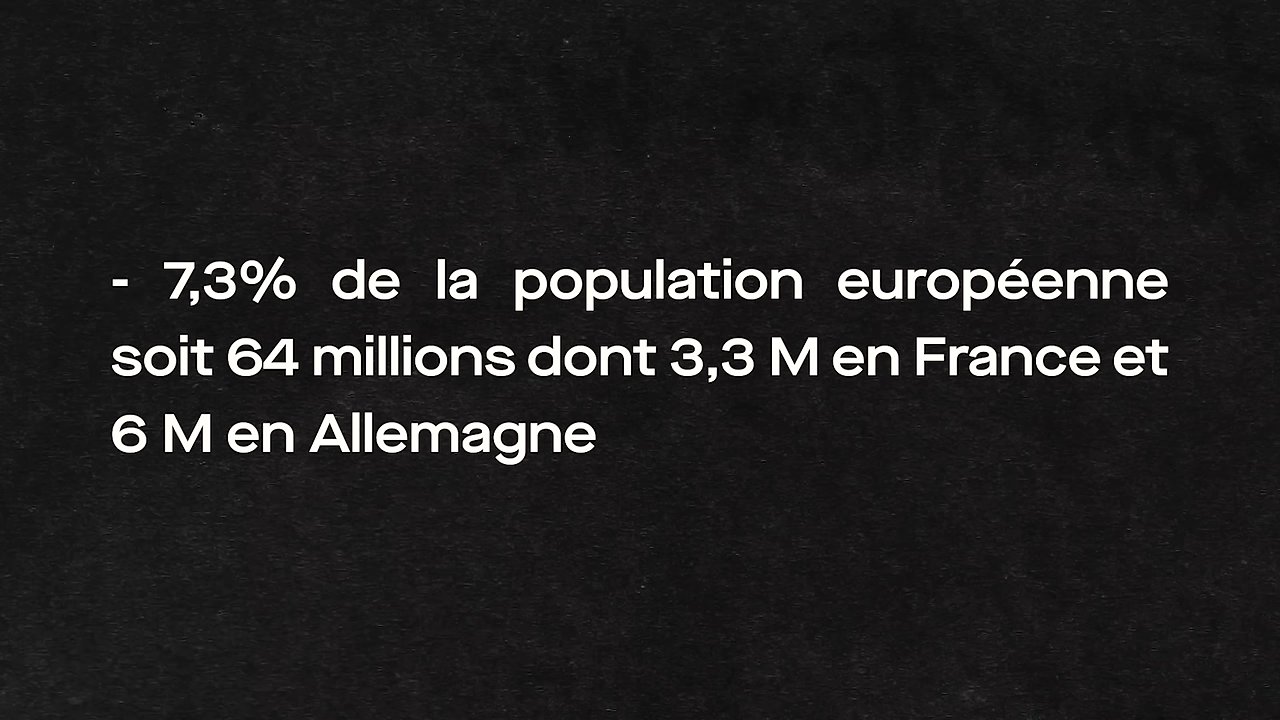 - 7,3% de la population européenne
soit 64 millions dont 3,3 M en France et
6 M en Allemagne